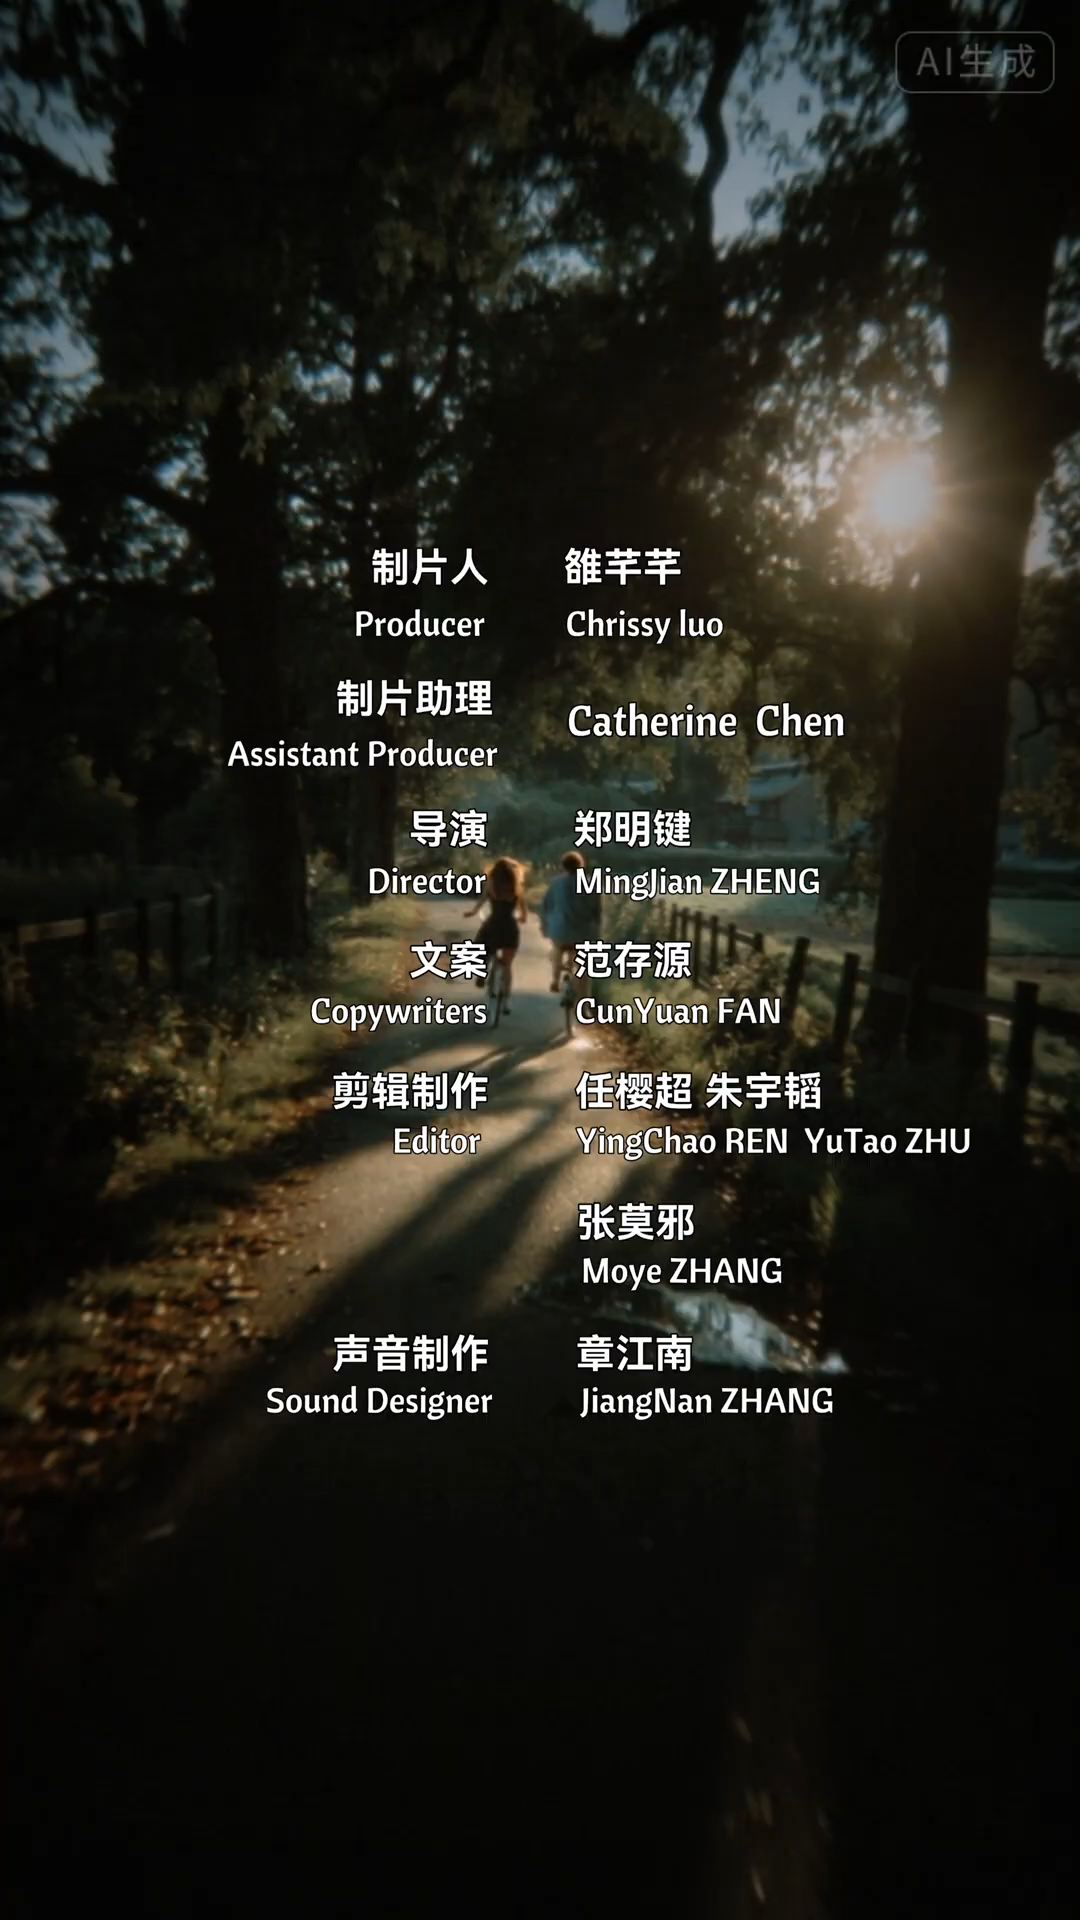 AI生成
制片人 雒芊芊
Producer Chrissy luo
制片助理
Assistant Producer Catherine Chen
导演 郑明键
Director MingJian ZHENG
文案 范存源
Copywriters CunYuan FAN
剪辑制作 任樱超 朱宇韬
Editor YingChao REN YuTao ZHU
张莫邪
Moye ZHANG
声音制作 章江南
Sound Designer JiangNan ZHANG